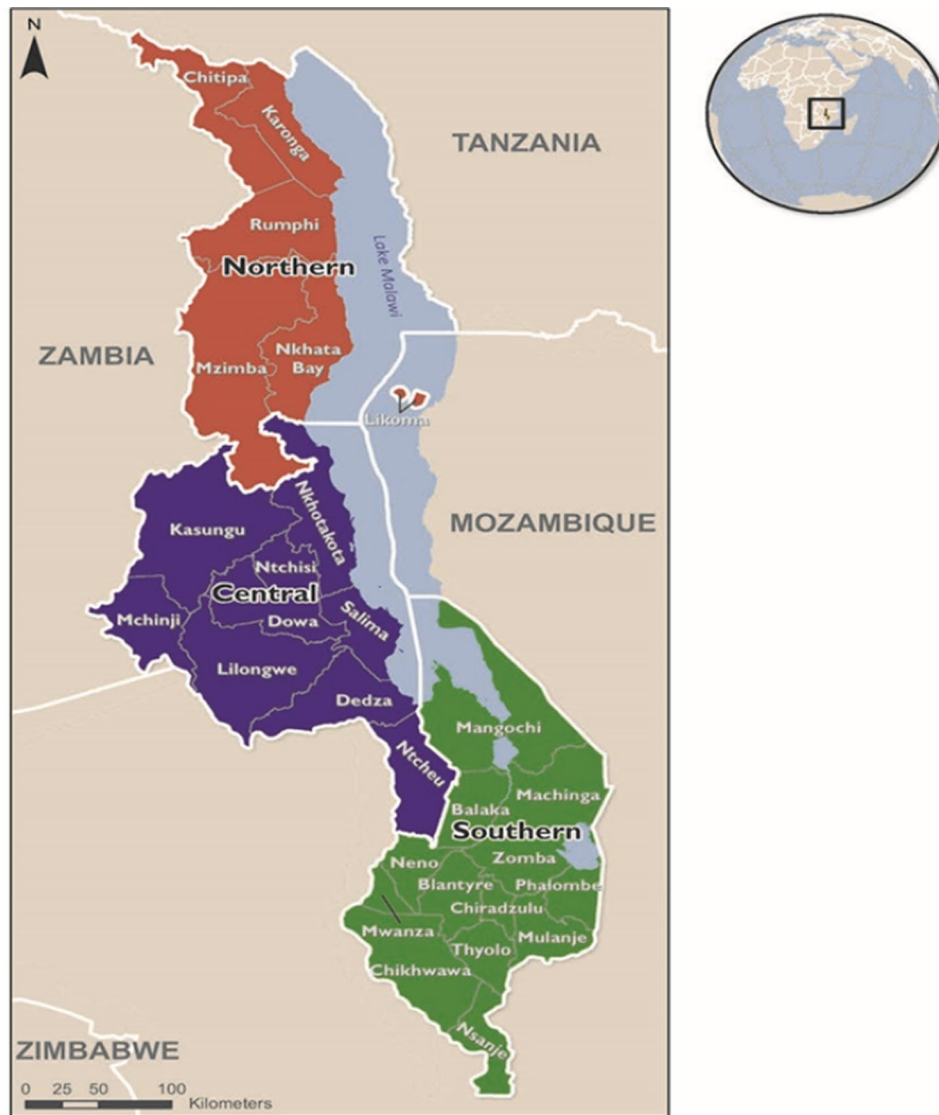 N
Chitipa
Karonga
TANZANIA
Rumphi
Northern
Lake Malawi
ZAMBIA
Nkhata
Bay
Mzimba
Likoma
MOZAMBIQUE
Nkhotakota
Kasungu
Ntchisi
Central
Mchinji
Dowa
Salima
Lilongwe
Dedza
Mangochi
Ntcheu
Machinga
Balaka
Southern
Neno
Zomba
Blantyre
Phalombe
Chiradzulu
Mwanza
Mulanje
Thyolo
Chikhwawa
Nsanje
ZIMBABWE
0 25 50 100
Kilometers